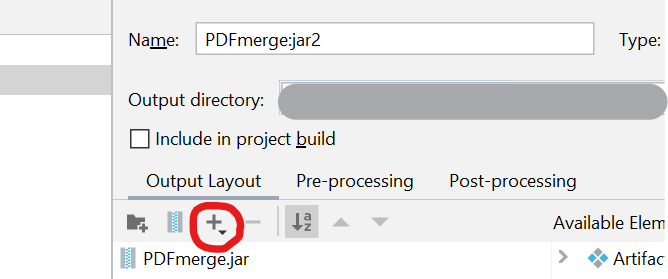 Name: PDFmerge:jar2 Type:
Output directory:
Include in project build
Output Layout Pre-processing Post-processing
a z Available Elem
PDFmerge.jar Artifac